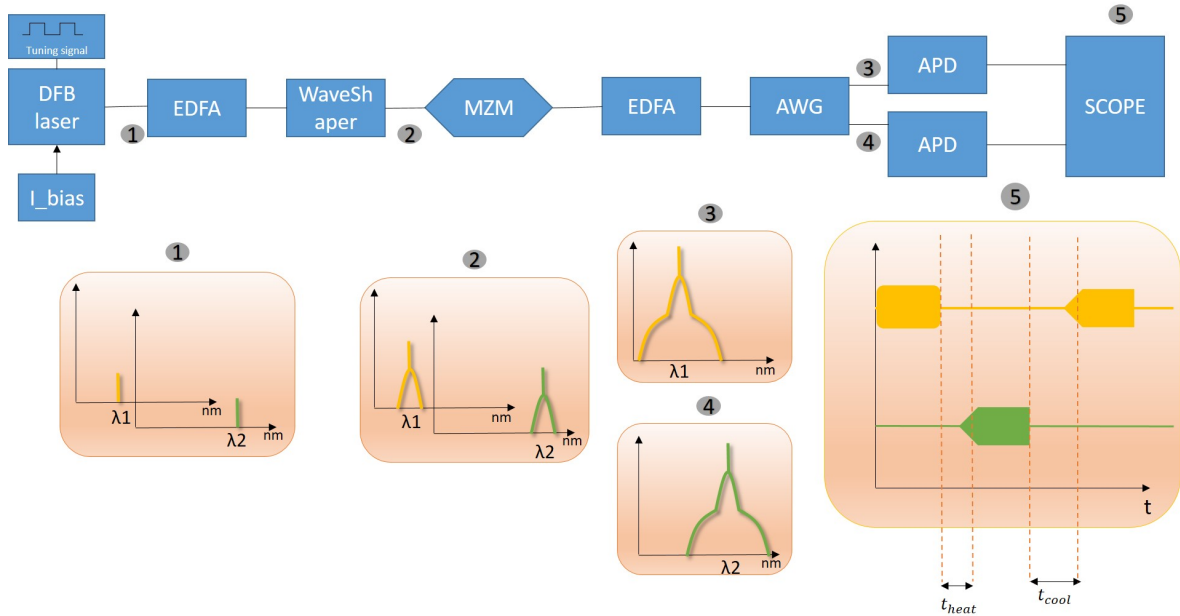 5
Tuning signal
DFB
laser
1
EDFA
WaveSh
aper
2
MZM
EDFA
AWG
3
APD
4
APD
SCOPE
I_bias
1
λ1
nm
λ2
nm
2
λ1
nm
λ2
nm
3
λ1
nm
4
λ2
nm
5
t
t_heat
t_cool